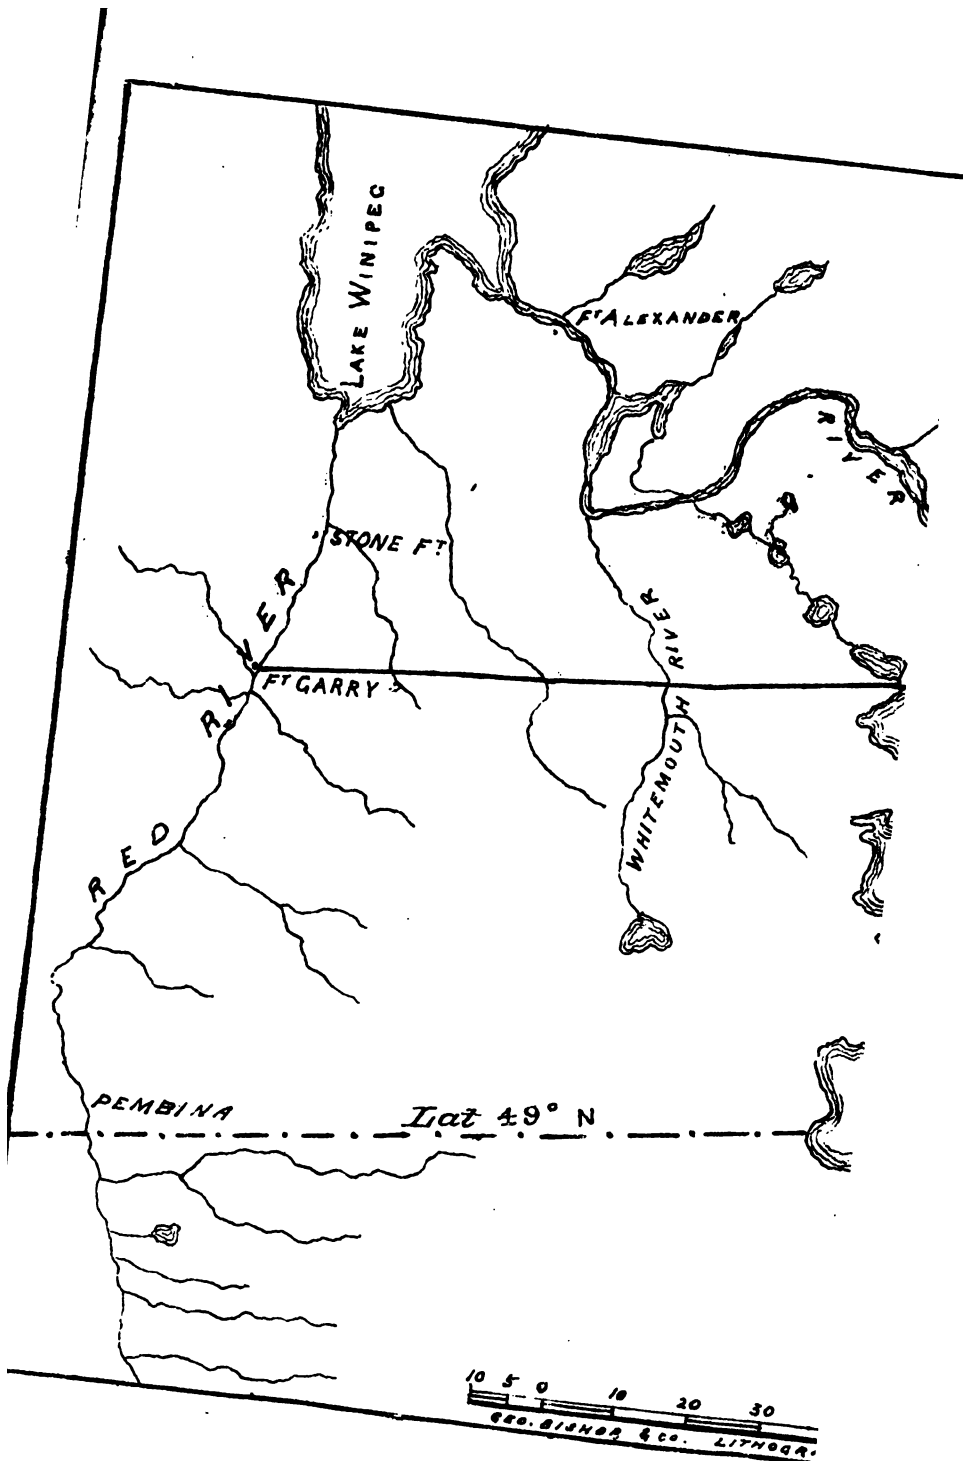 LAKE WINIPEG
FT ALEXANDER
RIVER
STONE FT
RED RIVER
FT GARRY
WHITEMOUTH RIVER
PEMBINA
Lat 49° N
10 5 0 10 20 30
GEO. BISHOP & CO. LITHOGR.